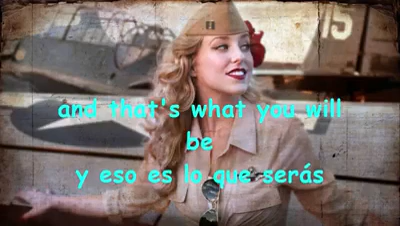 and that's what you will
be
y eso es lo que serás